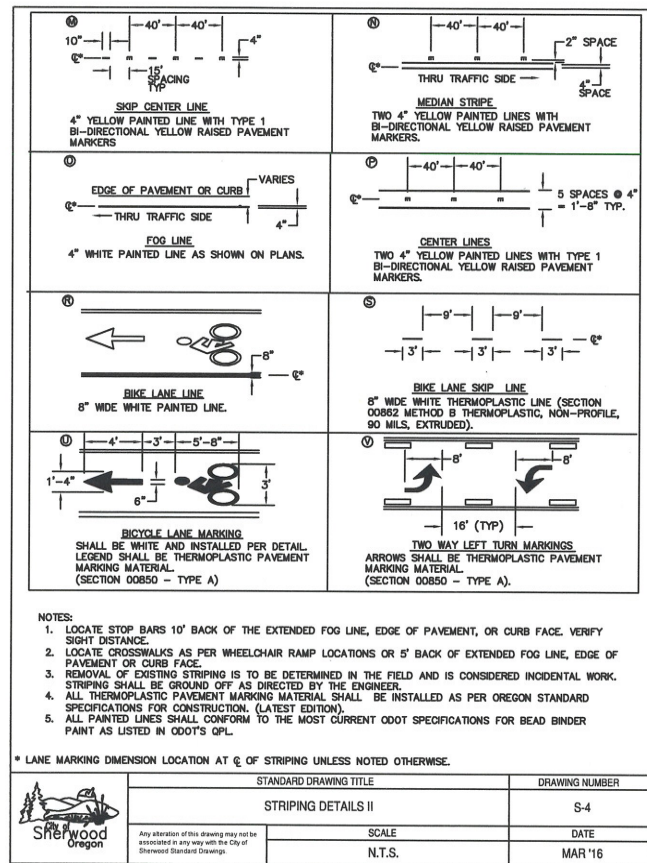 M
40' 40'
10" 4"
℄*
15'
SPACING
TYP
SKIP CENTER LINE
4" YELLOW PAINTED LINE WITH TYPE 1
BI-DIRECTIONAL YELLOW RAISED PAVEMENT
MARKERS
N
40' 40'
2" SPACE
℄*
THRU TRAFFIC SIDE
4"
SPACE
MEDIAN STRIPE
TWO 4" YELLOW PAINTED LINES WITH
BI-DIRECTIONAL YELLOW RAISED PAVEMENT
MARKERS.
O
EDGE OF PAVEMENT OR CURB
VARIES
℄*
THRU TRAFFIC SIDE
4"
FOG LINE
4" WHITE PAINTED LINE AS SHOWN ON PLANS.
P
40' 40'
℄*
5 SPACES @ 4"
= 1'-8" TYP.
CENTER LINES
TWO 4" YELLOW PAINTED LINES WITH TYPE 1
BI-DIRECTIONAL YELLOW RAISED PAVEMENT
MARKERS.
R
8"
℄*
BIKE LANE LINE
8" WIDE WHITE PAINTED LINE.
S
9' 9'
℄*
3' 3' 3'
BIKE LANE SKIP LINE
8" WIDE WHITE THERMOPLASTIC LINE (SECTION
00862 METHOD B THERMOPLASTIC, NON-PROFILE,
90 MILS, EXTRUDED).
U
4' 3' 5'-8"
1'-4"
6"
3'
BICYCLE LANE MARKING
SHALL BE WHITE AND INSTALLED PER DETAIL.
LEGEND SHALL BE THERMOPLASTIC PAVEMENT
MARKING MATERIAL.
(SECTION 00850 - TYPE A)
V
8' 8'
16' (TYP)
TWO WAY LEFT TURN MARKINGS
ARROWS SHALL BE THERMOPLASTIC PAVEMENT
MARKING MATERIAL.
(SECTION 00850 - TYPE A).
NOTES:
1. LOCATE STOP BARS 10' BACK OF THE EXTENDED FOG LINE, EDGE OF PAVEMENT, OR CURB FACE. VERIFY
SIGHT DISTANCE.
2. LOCATE CROSSWALKS AS PER WHEELCHAIR RAMP LOCATIONS OR 5' BACK OF EXTENDED FOG LINE, EDGE OF
PAVEMENT OR CURB FACE.
3. REMOVAL OF EXISTING STRIPING IS TO BE DETERMINED IN THE FIELD AND IS CONSIDERED INCIDENTAL WORK.
STRIPING SHALL BE GROUND OFF AS DIRECTED BY THE ENGINEER.
4. ALL THERMOPLASTIC PAVEMENT MARKING MATERIAL SHALL BE INSTALLED AS PER OREGON STANDARD
SPECIFICATIONS FOR CONSTRUCTION. (LATEST EDITION).
5. ALL PAINTED LINES SHALL CONFORM TO THE MOST CURRENT ODOT SPECIFICATIONS FOR BEAD BINDER
PAINT AS LISTED IN ODOT'S QPL.
* LANE MARKING DIMENSION LOCATION AT ℄ OF STRIPING UNLESS NOTED OTHERWISE.
City of
Sherwood
Oregon
STANDARD DRAWING TITLE
DRAWING NUMBER
STRIPING DETAILS II
S-4
Any alteration of this drawing may not be
associated in any way with the City of
Sherwood Standard Drawings.
SCALE
DATE
N.T.S.
MAR '16